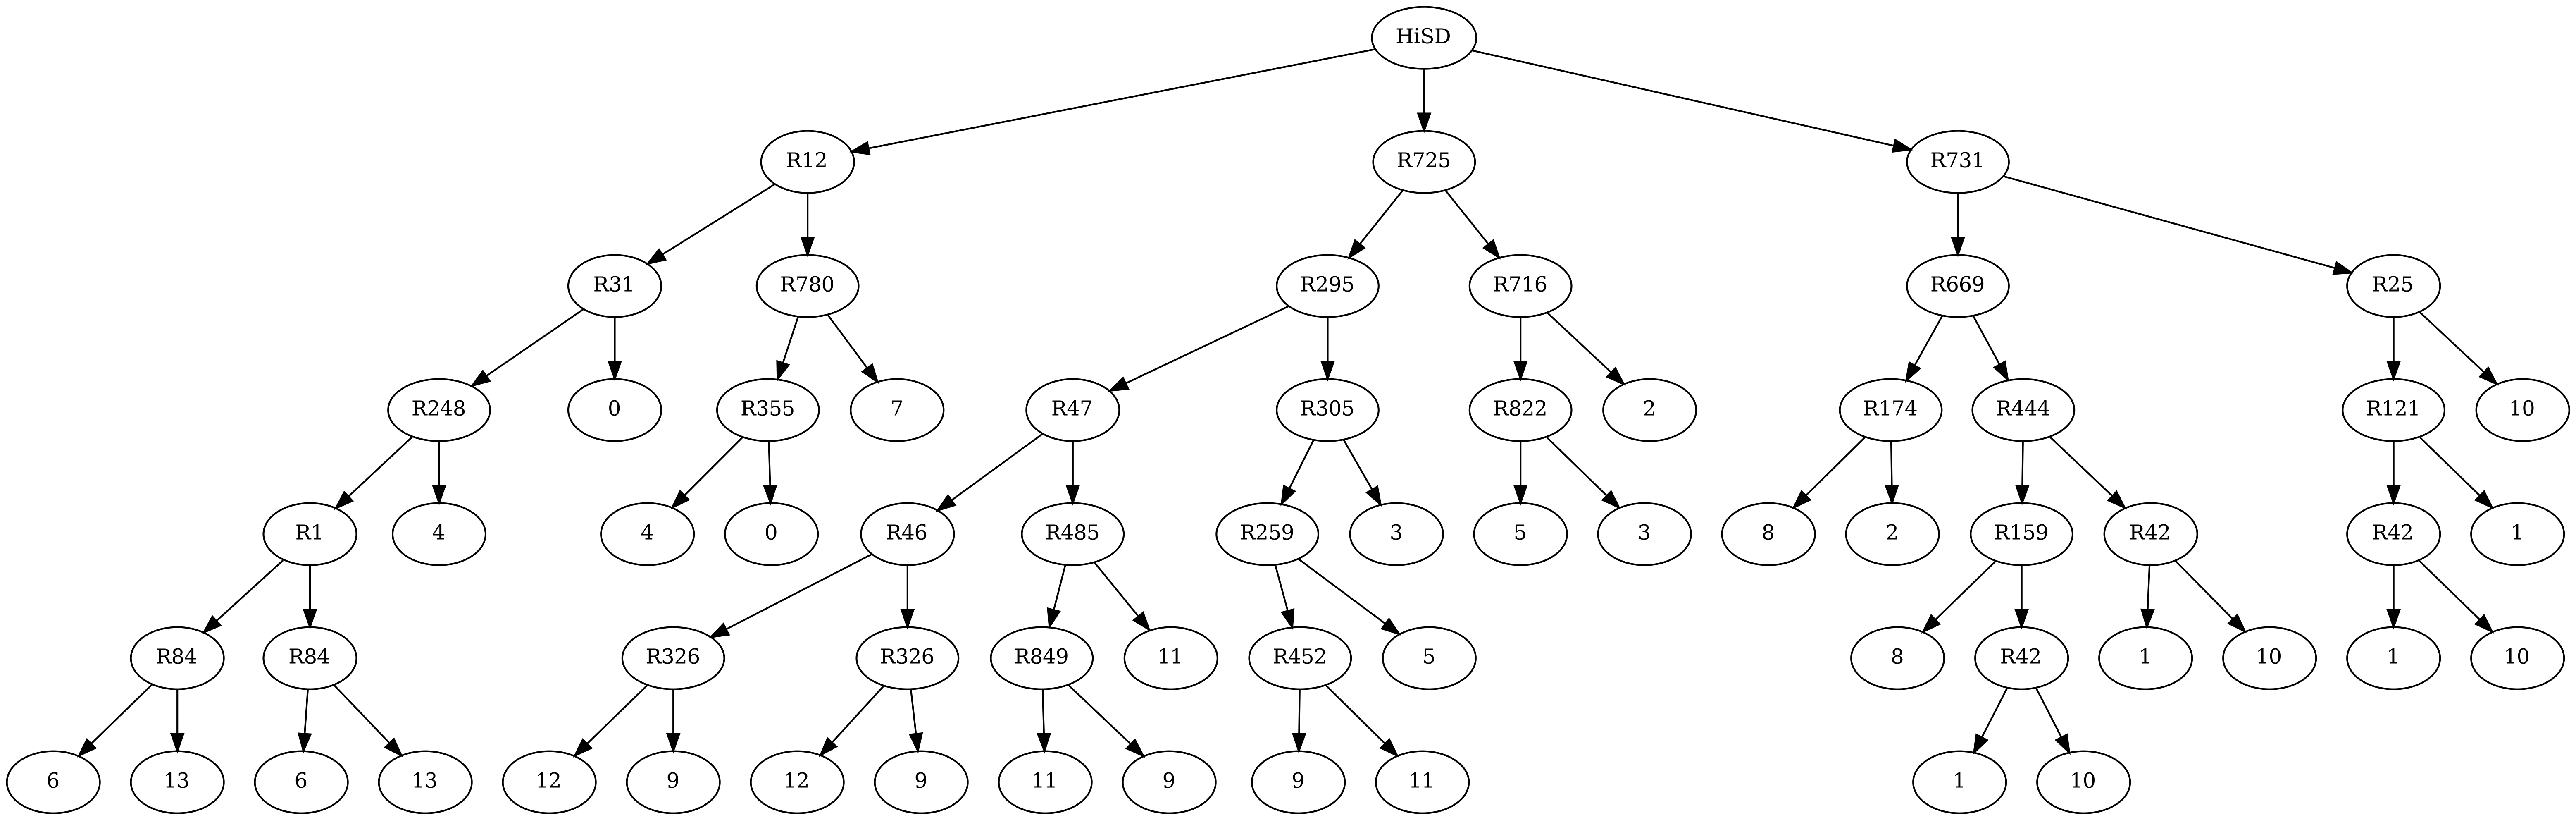 HiSD
R12 R725 R731
R31 R780 R295 R716 R669 R25
R248 0 R355 7 R47 R305 R822 2 R174 R444 R121 10
R1 4 4 0 R46 R485 R259 3 5 3 8 2 R159 R42 R42 1
R84 R84 R326 R326 R849 11 R452 5 8 R42 1 10 1 10
6 13 6 13 12 9 12 9 11 9 9 11 1 10